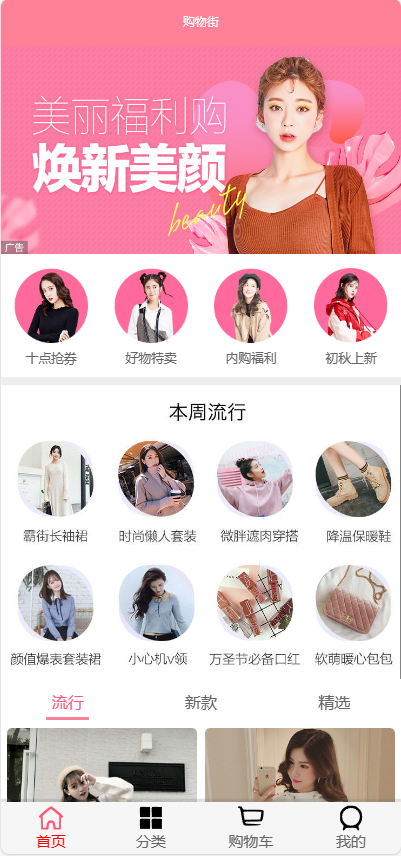 购物街
美丽福利购
焕新美颜
beauty
广告
十点抢券 好物特卖 内购福利 初秋上新
本周流行
霸街长袖裙 时尚懒人套装 微胖遮肉穿搭 降温保暖鞋
颜值爆表套装裙 小心机v领 万圣节必备口红 软萌暖心包包
流行 新款 精选
首页 分类 购物车 我的